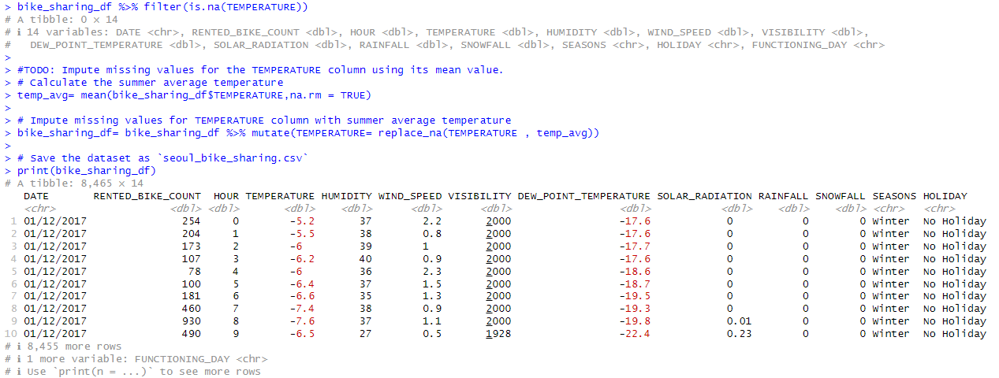 > bike_sharing_df %>% filter(is.na(TEMPERATURE))
# A tibble: 0 × 14
# ℹ 14 variables: DATE <chr>, RENTED_BIKE_COUNT <dbl>, HOUR <dbl>, TEMPERATURE <dbl>, HUMIDITY <dbl>, WIND_SPEED <dbl>, VISIBILITY <dbl>,
#   DEW_POINT_TEMPERATURE <dbl>, SOLAR_RADIATION <dbl>, RAINFALL <dbl>, SNOWFALL <dbl>, SEASONS <chr>, HOLIDAY <chr>, FUNCTIONING_DAY <chr>
>
> #TODO: Impute missing values for the TEMPERATURE column using its mean value.
> # Calculate the summer average temperature
> temp_avg= mean(bike_sharing_df$TEMPERATURE,na.rm = TRUE)
>
> # Impute missing values for TEMPERATURE column with summer average temperature
> bike_sharing_df= bike_sharing_df %>% mutate(TEMPERATURE= replace_na(TEMPERATURE , temp_avg))
>
> # Save the dataset as `seoul_bike_sharing.csv`
> print(bike_sharing_df)
# A tibble: 8,465 × 14
DATE RENTED_BIKE_COUNT HOUR TEMPERATURE HUMIDITY WIND_SPEED VISIBILITY DEW_POINT_TEMPERATURE SOLAR_RADIATION RAINFALL SNOWFALL SEASONS HOLIDAY
<chr> <dbl> <dbl> <dbl> <dbl> <dbl> <dbl> <dbl> <dbl> <dbl> <dbl> <chr> <chr>
1 01/12/2017 254 0 -5.2 37 2.2 2000 -17.6 0 0 0 Winter No Holiday
2 01/12/2017 204 1 -5.5 38 0.8 2000 -17.6 0 0 0 Winter No Holiday
3 01/12/2017 173 2 -6 39 1 2000 -17.7 0 0 0 Winter No Holiday
4 01/12/2017 107 3 -6.2 40 0.9 2000 -17.6 0 0 0 Winter No Holiday
5 01/12/2017 78 4 -6 36 2.3 2000 -18.6 0 0 0 Winter No Holiday
6 01/12/2017 100 5 -6.4 37 1.5 2000 -18.7 0 0 0 Winter No Holiday
7 01/12/2017 181 6 -6.6 35 1.3 2000 -19.5 0 0 0 Winter No Holiday
8 01/12/2017 460 7 -7.4 38 0.9 2000 -19.3 0 0 0 Winter No Holiday
9 01/12/2017 930 8 -7.6 37 1.1 2000 -19.8 0.01 0 0 Winter No Holiday
10 01/12/2017 490 9 -6.5 27 0.5 1928 -22.4 0.23 0 0 Winter No Holiday
# ℹ 8,455 more rows
# ℹ 1 more variable: FUNCTIONING_DAY <chr>
# ℹ Use `print(n = ...)` to see more rows